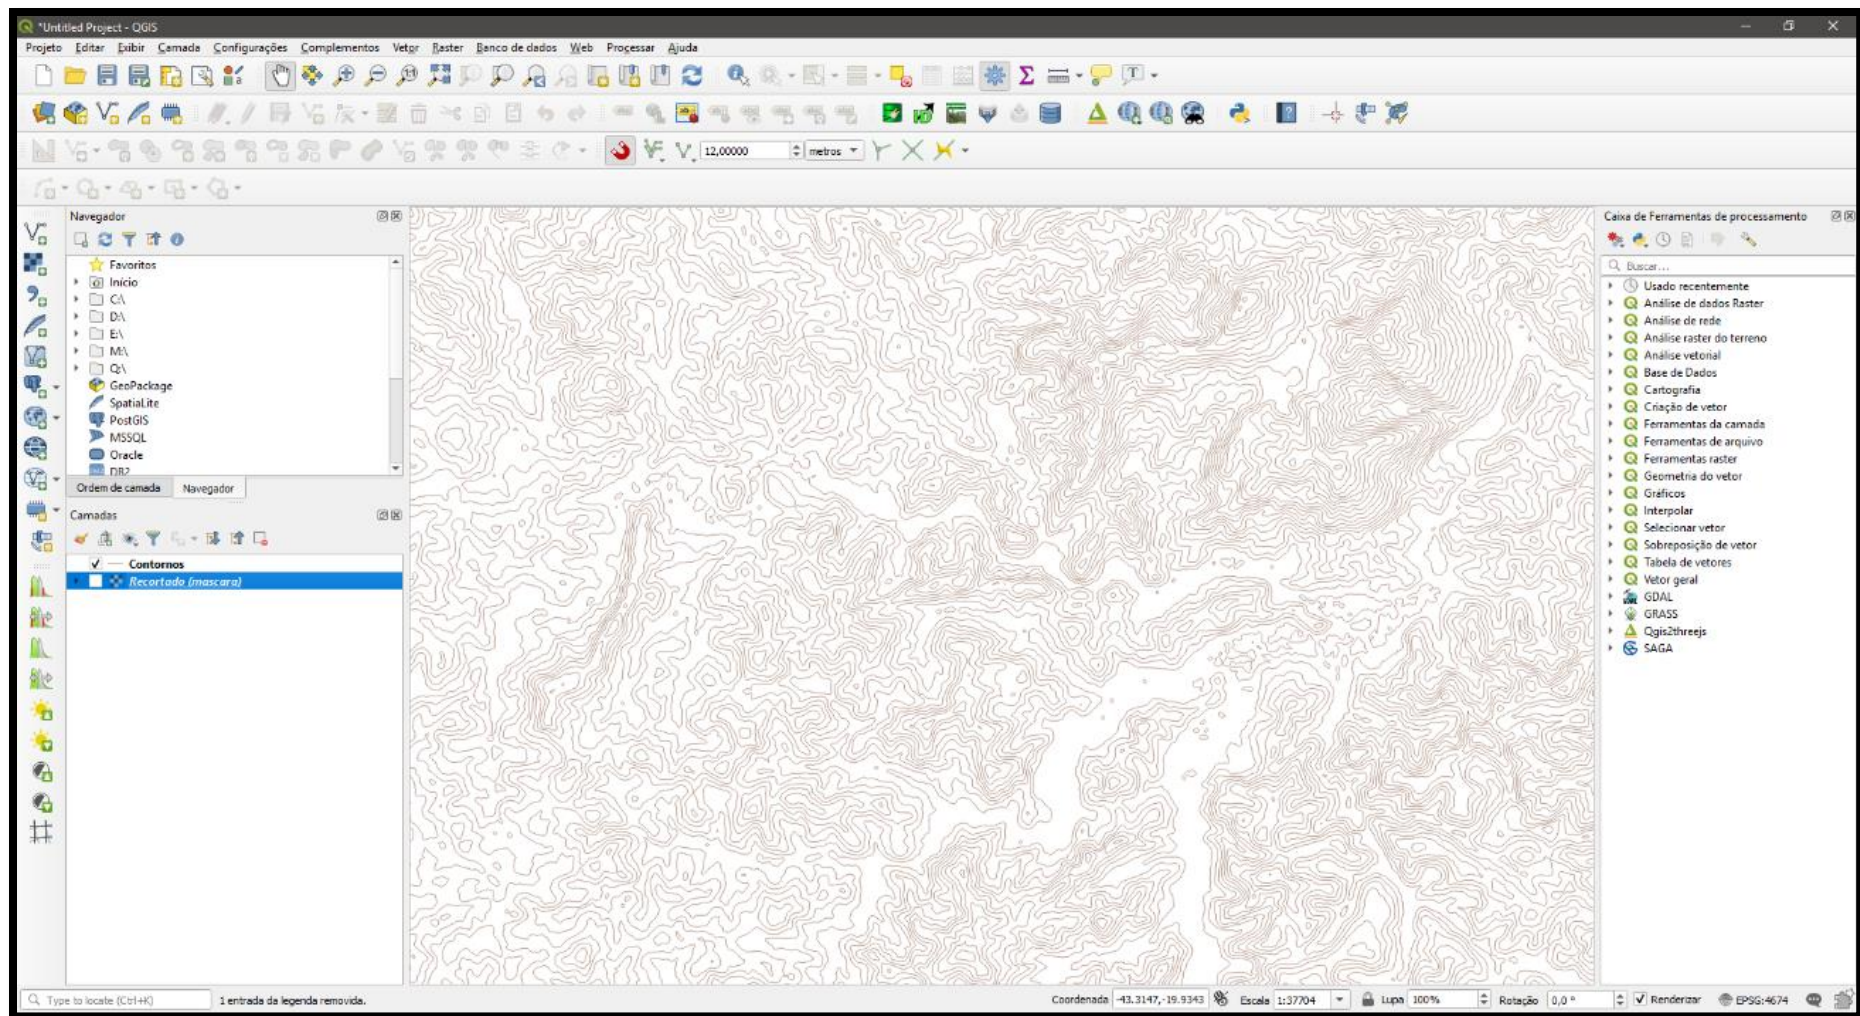 *Untitled Project - QGIS
Projeto Editar Exibir Camada Configurações Complementos Vetor Raster Banco de dados Web Processar Ajuda
12,00000 metros
Navegador
Favoritos
Início
C:\
D:\
E:\
M:\
Q:\
GeoPackage
SpatiaLite
PostGIS
MSSQL
Oracle
DB2
Ordem de camada Navegador
Camadas
Contornos
Recortado (mascara)
Caixa de Ferramentas de processamento
Buscar...
Usado recentemente
Análise de dados Raster
Análise de rede
Análise raster do terreno
Análise vetorial
Base de Dados
Cartografia
Criação de vetor
Ferramentas da camada
Ferramentas de arquivo
Ferramentas raster
Geometria do vetor
Gráficos
Interpolar
Selecionar vetor
Sobreposição de vetor
Tabela de vetores
Vetor geral
GDAL
GRASS
Qgis2threejs
SAGA
Type to locate (Ctrl+K) 1 entrada da legenda removida. Coordenada -43.3147,-19.9343 Escala 1:37704 Lupa 100% Rotação 0,0 ° Renderizar EPSG:4674